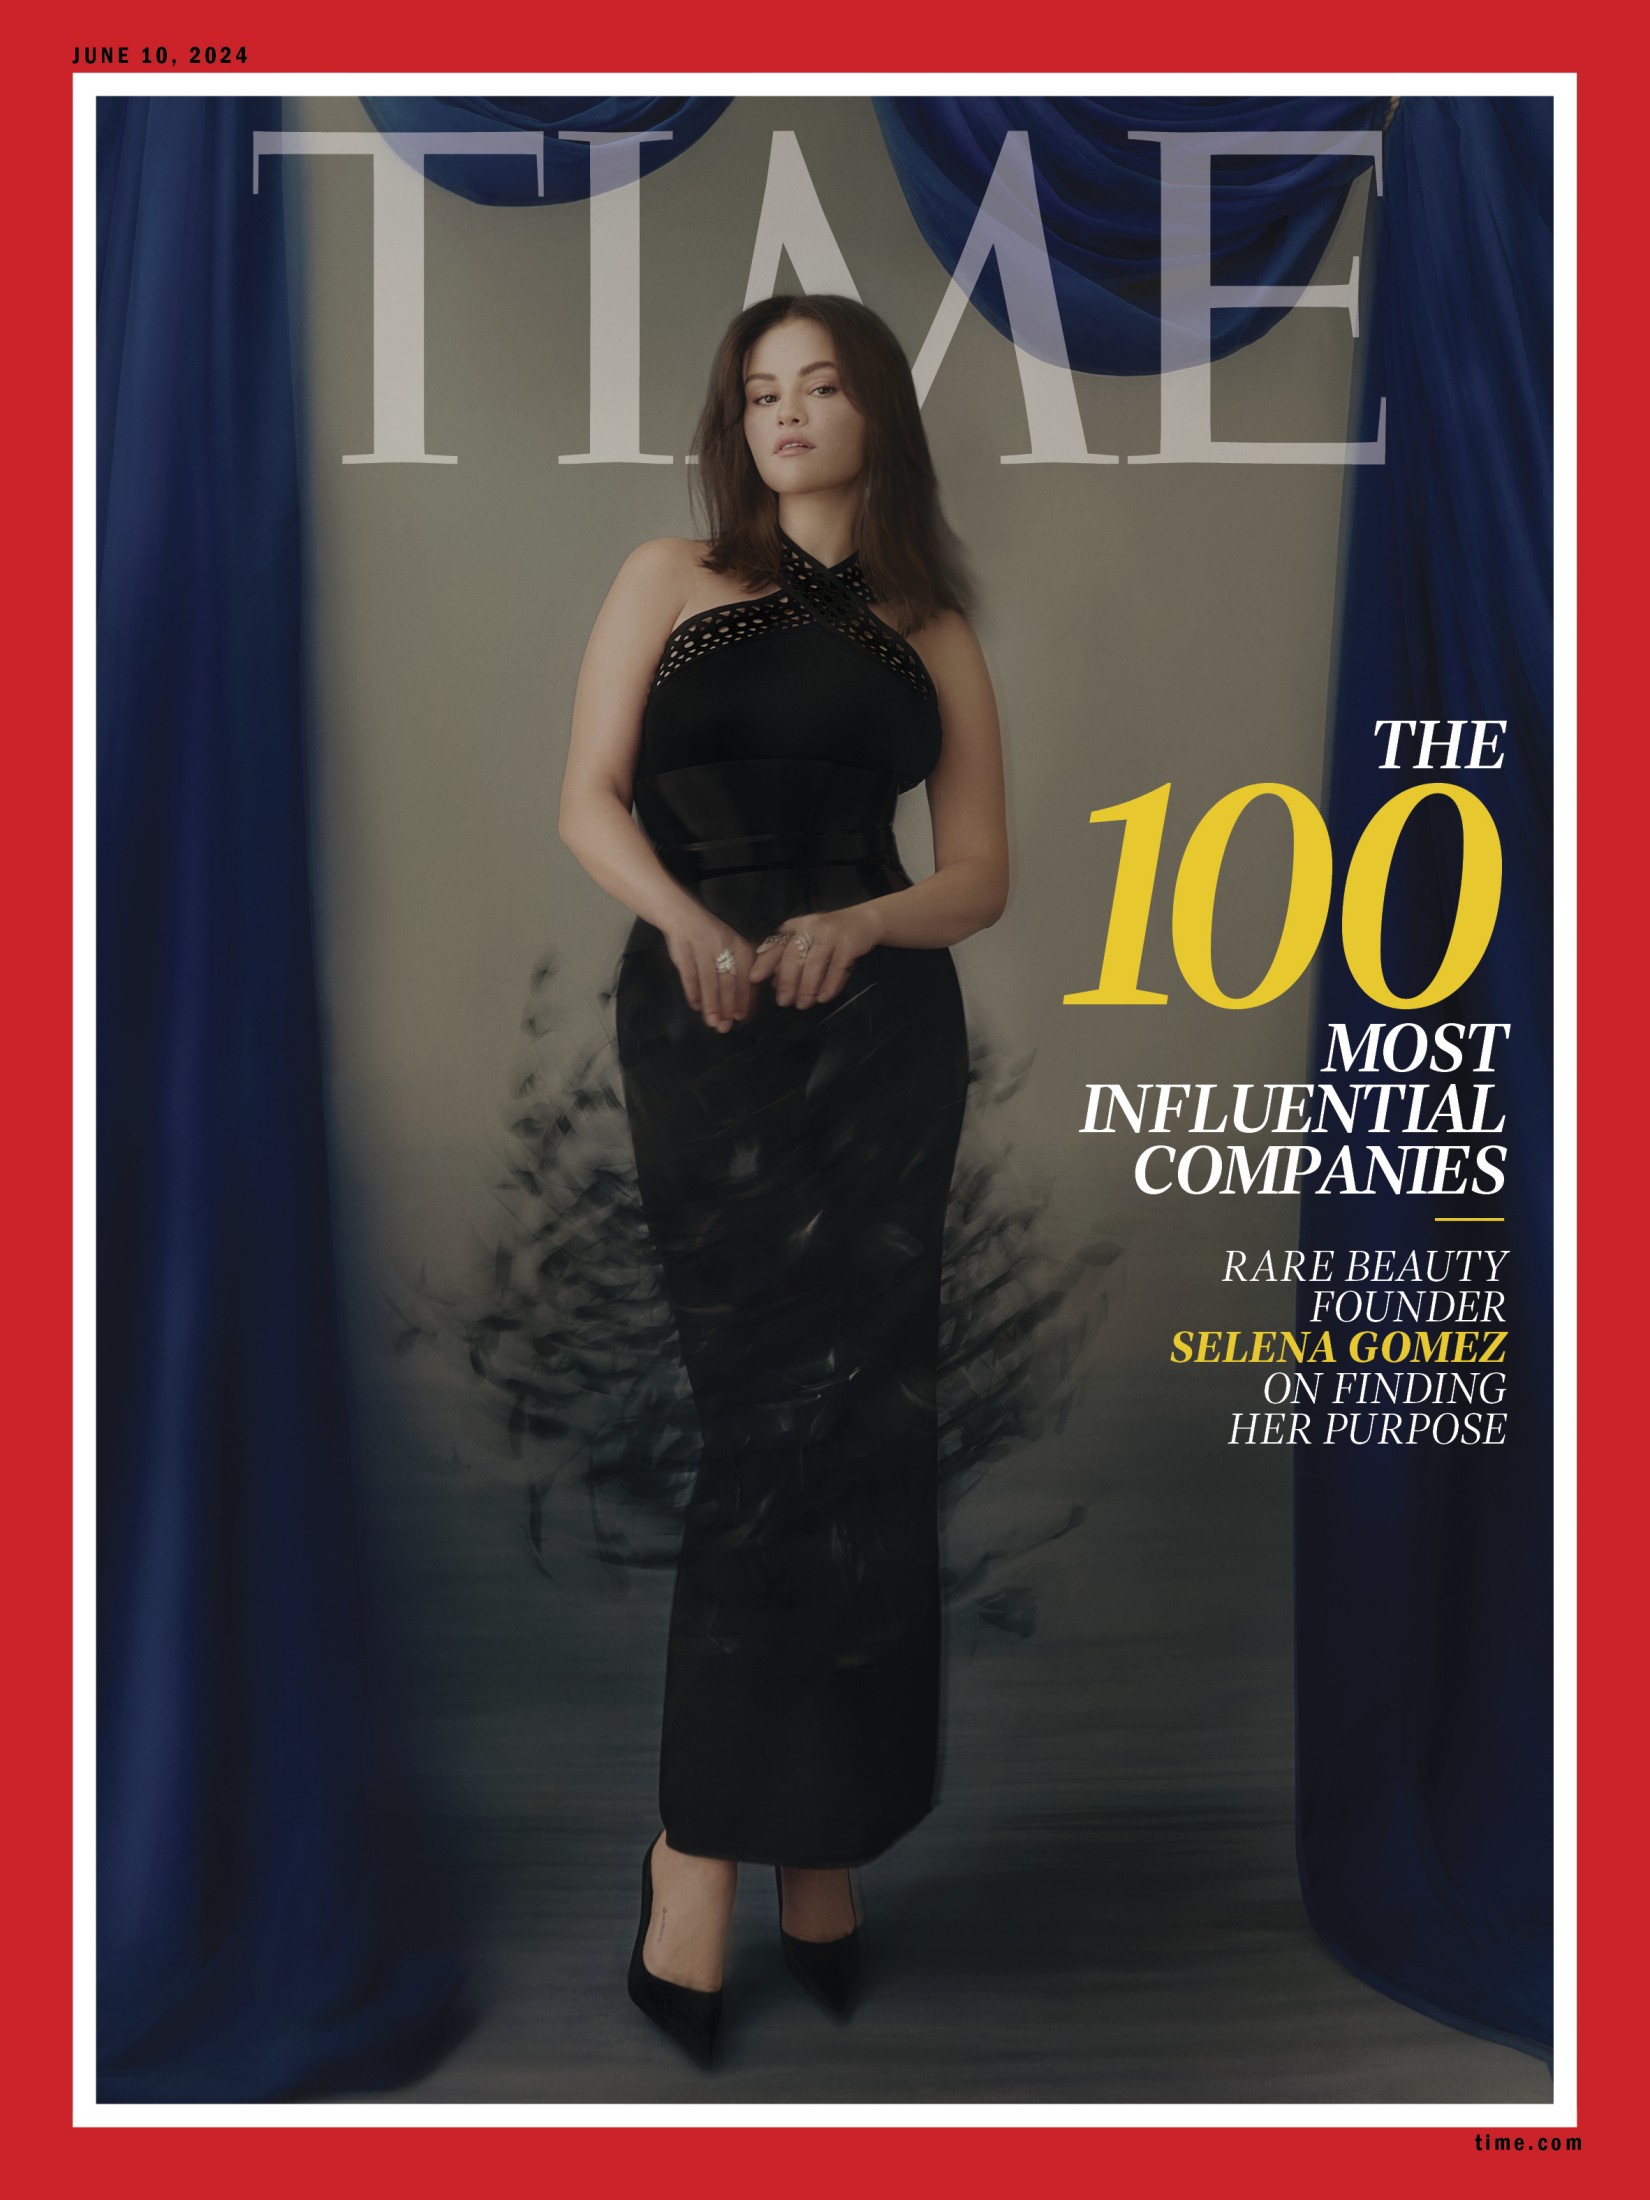 JUNE 10, 2024
TIME
THE
100
MOST
INFLUENTIAL
COMPANIES
RARE BEAUTY
FOUNDER
SELENA GOMEZ
ON FINDING
HER PURPOSE
time.com